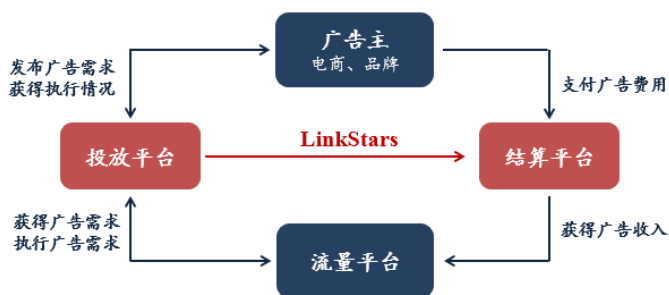 广告主
电商、品牌
发布广告需求
获得执行情况
支付广告费用
LinkStars
投放平台
结算平台
获得广告需求
执行广告需求
获得广告收入
流量平台